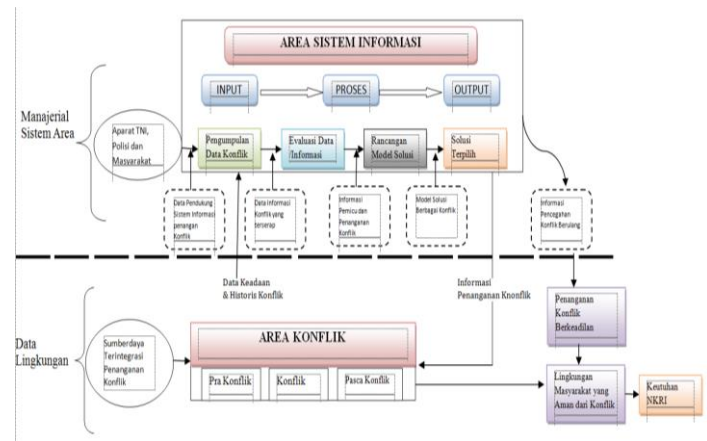 AREA SISTEM INFORMASI
INPUT
PROSES
OUTPUT
Manajerial
Sistem Area
Aparat TNI,
Polisi dan
Masyarakat
Pengumpulan
Data Konflik
Evaluasi Data
/Informasi
Rancangan
Model Solusi
Solusi
Terpilih
Data Pendukung
Sistem Informasi
penangan
Konflik
Data Informasi
Konflik yang
terserap
Informasi
Pemicu dan
Penanganan
Konflik
Model Solusi
Berbagai Konflik
Informasi
Pencegahan
Konflik Berulang
Data Keadaan
& Historis Konflik
Informasi
Penanganan Knonflik
Data
Lingkungan
Sumberdaya
Terintegrasi
Penanganan
Konflik
AREA KONFLIK
Pra Konflik
Konflik
Pasca Konflik
Penanganan
Konflik
Berkeadilan
Lingkungan
Masyarakat yang
Aman dari Konflik
Keutuhan
NKRI